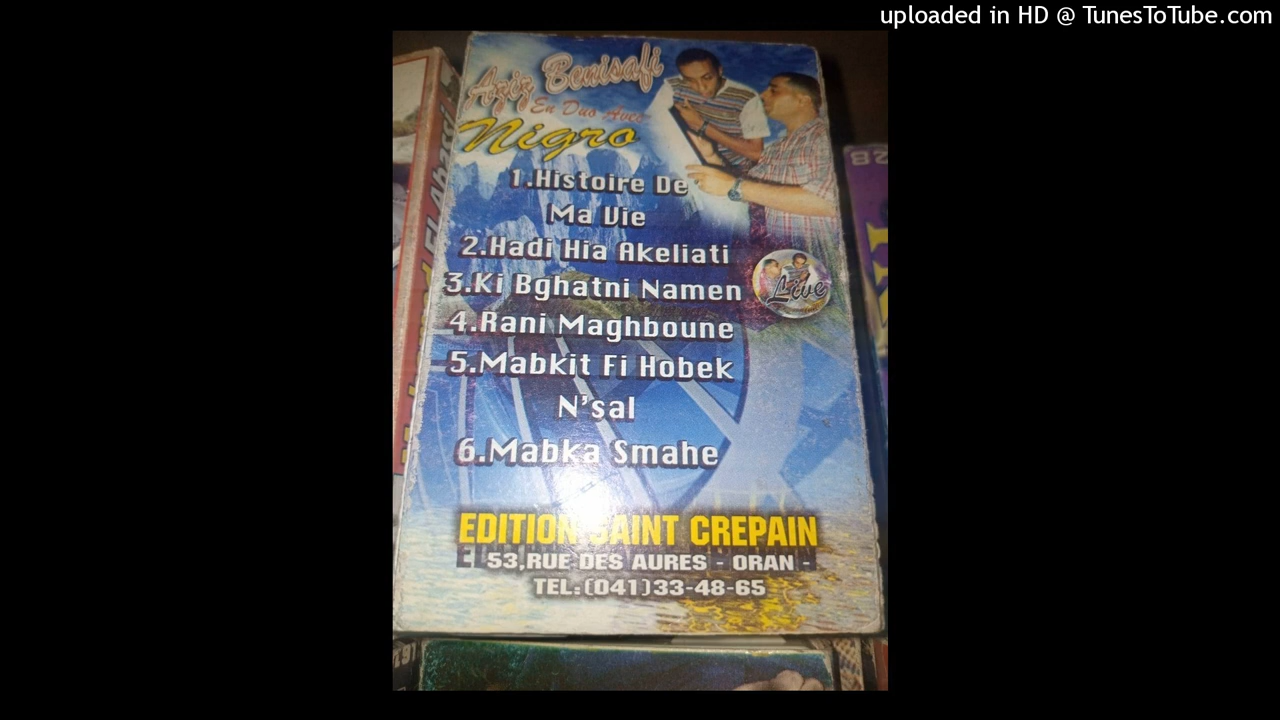 uploaded in HD @ TunesToTube.com
Aziz Benisafi
En Duo Avec
Nigro
1.Histoire De
Ma Vie
2.Hadi Hia Akeliati
3.Ki Bghatni Namen
4.Rani Maghboune
5.Mabkit Fi Hobek
N'sal
6.Mabka Smahe
Live
EDITION SAINT CREPAIN
53,RUE DES AURES - ORAN -
TEL:(041)33-48-65
28